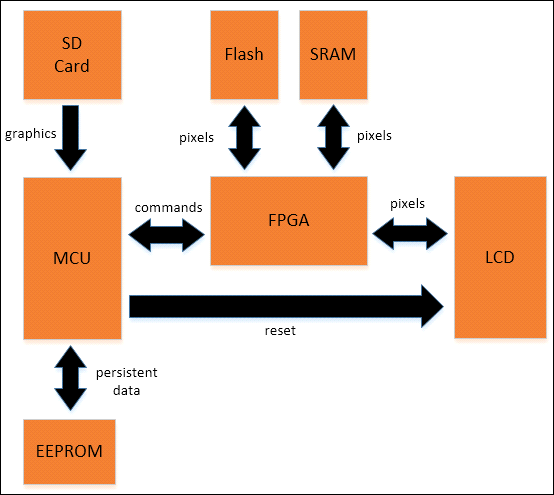 SD
Card
Flash
SRAM
graphics
pixels
pixels
MCU
commands
FPGA
pixels
LCD
reset
persistent
data
EEPROM